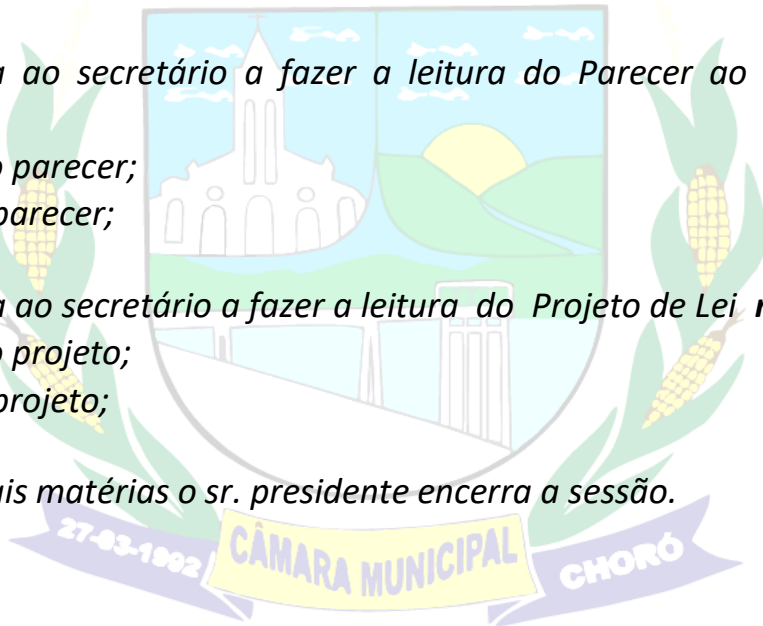 a ao secretário a fazer a leitura do Parecer ao
o parecer;
parecer;
a ao secretário a fazer a leitura do Projeto de Lei
o projeto;
projeto;
is matérias o sr. presidente encerra a sessão.
27-03-1992 CÂMARA MUNICIPAL CHORÓ